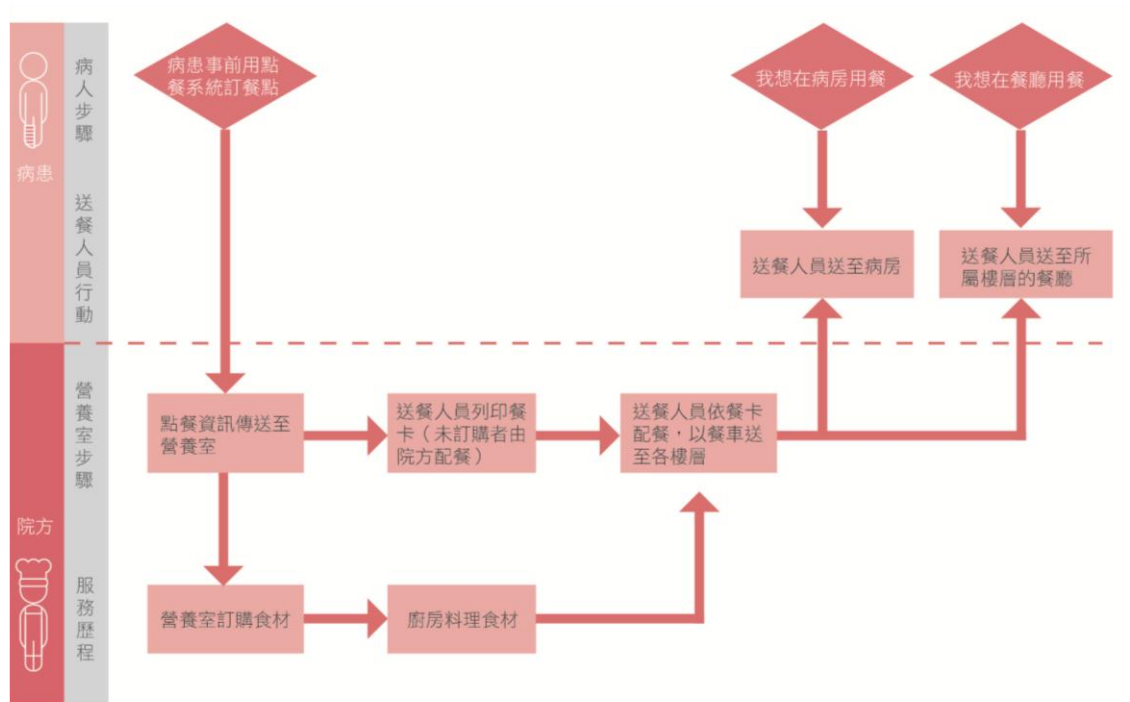 病患
病人步驟
送餐人員行動
病患事前用點
餐系統訂餐點
我想在病房用餐
我想在餐廳用餐
送餐人員送至病房
送餐人員送至所
屬樓層的餐廳
院方
營養室步驟
服務歷程
點餐資訊傳送至
營養室
送餐人員列印餐
卡（未訂購者由
院方配餐）
送餐人員依餐卡
配餐，以餐車送
至各樓層
營養室訂購食材
廚房料理食材